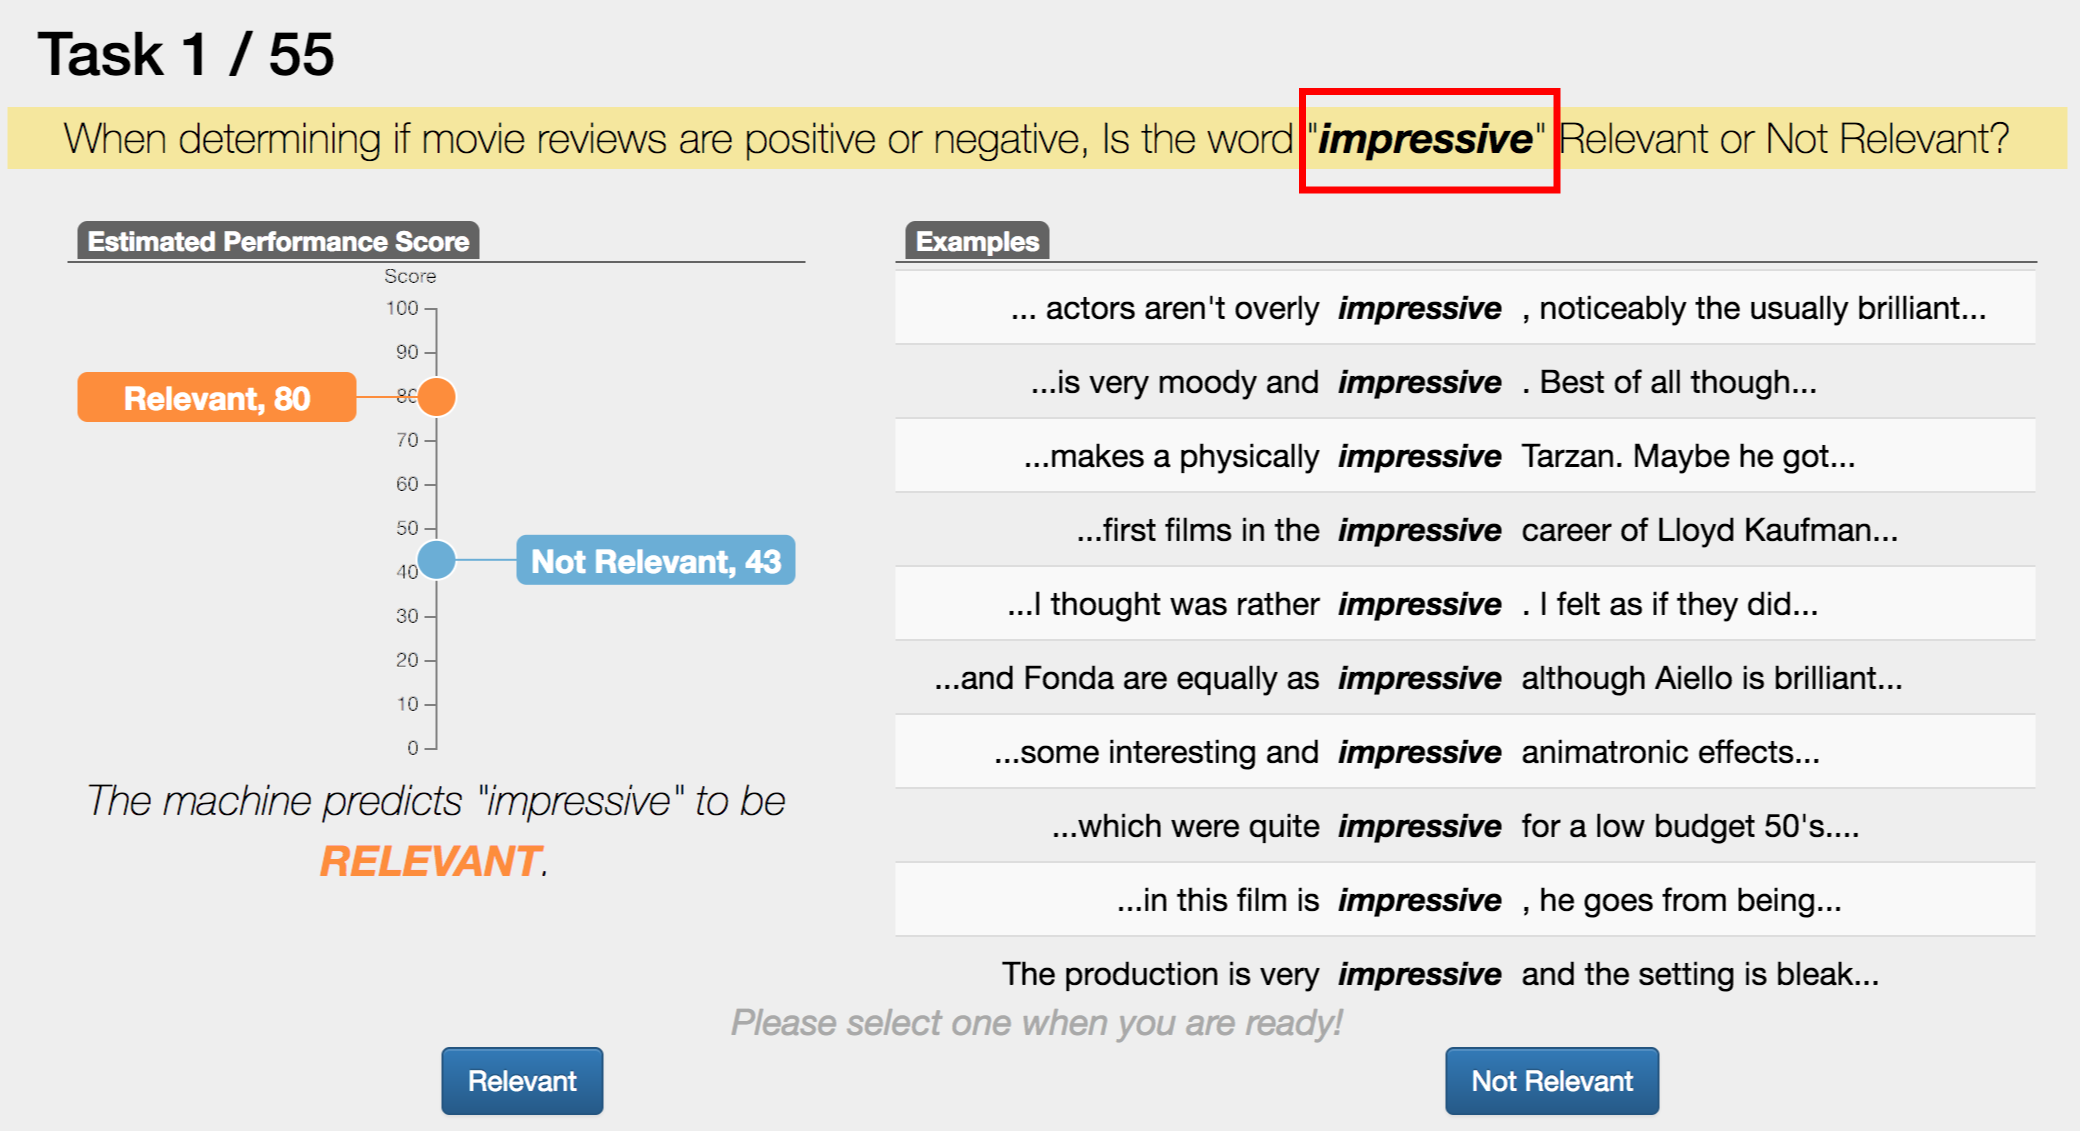 Task 1 / 55
When determining if movie reviews are positive or negative, Is the word "impressive" Relevant or Not Relevant?
Estimated Performance Score
Score
100
90
80
70
60
50
40
30
20
10
0
Relevant, 80
Not Relevant, 43
The machine predicts "impressive" to be
RELEVANT.
Examples
... actors aren't overly impressive , noticeably the usually brilliant...
...is very moody and impressive . Best of all though...
...makes a physically impressive Tarzan. Maybe he got...
...first films in the impressive career of Lloyd Kaufman...
...I thought was rather impressive . I felt as if they did...
...and Fonda are equally as impressive although Aiello is brilliant...
...some interesting and impressive animatronic effects...
...which were quite impressive for a low budget 50's....
...in this film is impressive , he goes from being...
The production is very impressive and the setting is bleak...
Please select one when you are ready!
Relevant
Not Relevant